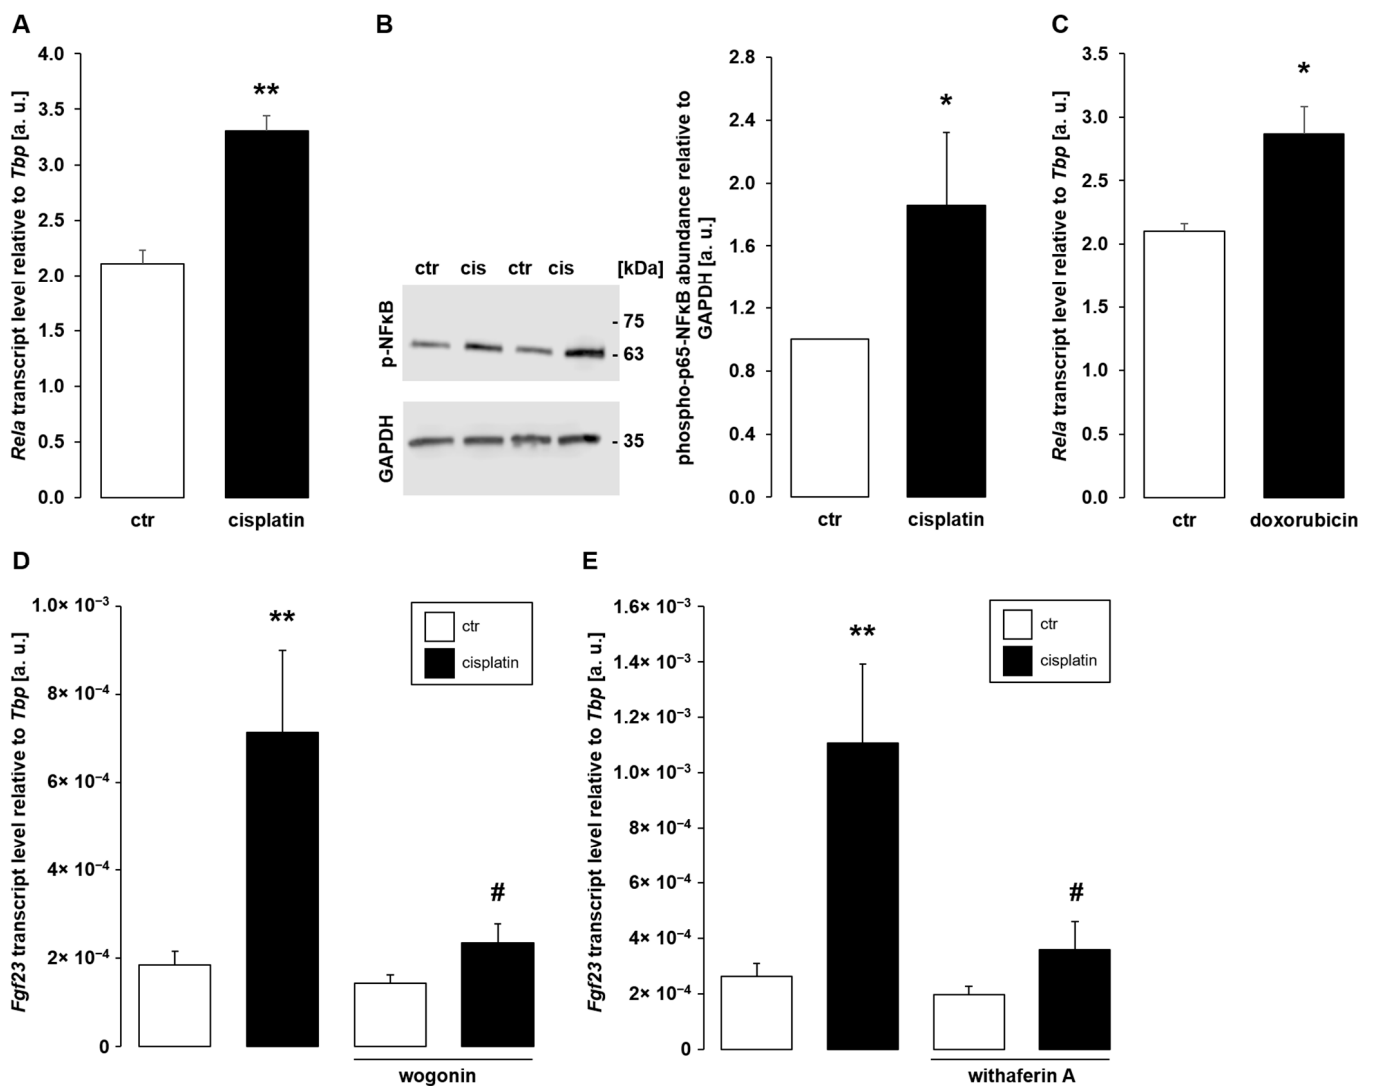 A
Rela transcript level relative to Tbp [a. u.]
4.0
3.5
3.0
2.5
2.0
1.5
1.0
0.5
0.0
**
ctr cisplatin
B
ctr cis ctr cis [kDa]
p-NFκB
- 75
- 63
GAPDH
- 35
phospho-p65-NFκB abundance relative to
GAPDH [a. u.]
2.8
2.4
2.0
1.6
1.2
0.8
0.4
0.0
*
ctr cisplatin
C
Rela transcript level relative to Tbp [a. u.]
3.5
3.0
2.5
2.0
1.5
1.0
0.5
0.0
*
ctr doxorubicin
D
Fgf23 transcript level relative to Tbp [a. u.]
1.0× 10⁻³
8× 10⁻⁴
6× 10⁻⁴
4× 10⁻⁴
2× 10⁻⁴
0
**
#
ctr
cisplatin
wogonin
E
Fgf23 transcript level relative to Tbp [a. u.]
1.6× 10⁻³
1.4× 10⁻³
1.2× 10⁻³
1.0× 10⁻³
8× 10⁻⁴
6× 10⁻⁴
4× 10⁻⁴
2× 10⁻⁴
0
**
#
ctr
cisplatin
withaferin A